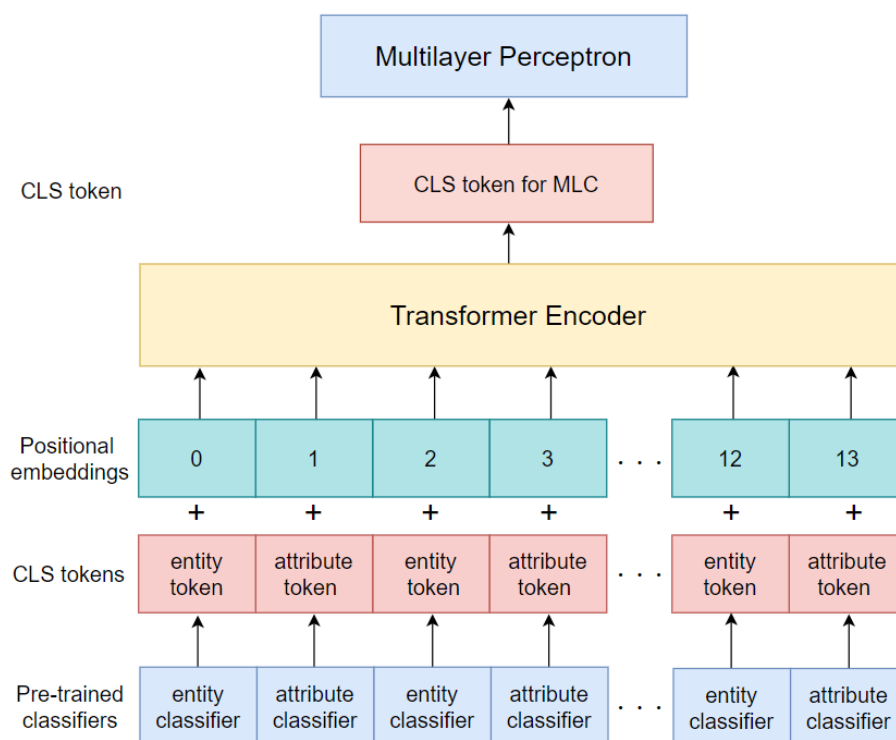 Multilayer Perceptron
CLS token
CLS token for MLC
Transformer Encoder
Positional
embeddings
0 1 2 3 . . . 12 13
+ + + + + +
CLS tokens
entity attribute entity attribute entity attribute
token token token token . . . token token
Pre-trained
classifiers
entity attribute entity attribute entity attribute
classifier classifier classifier classifier . . . classifier classifier